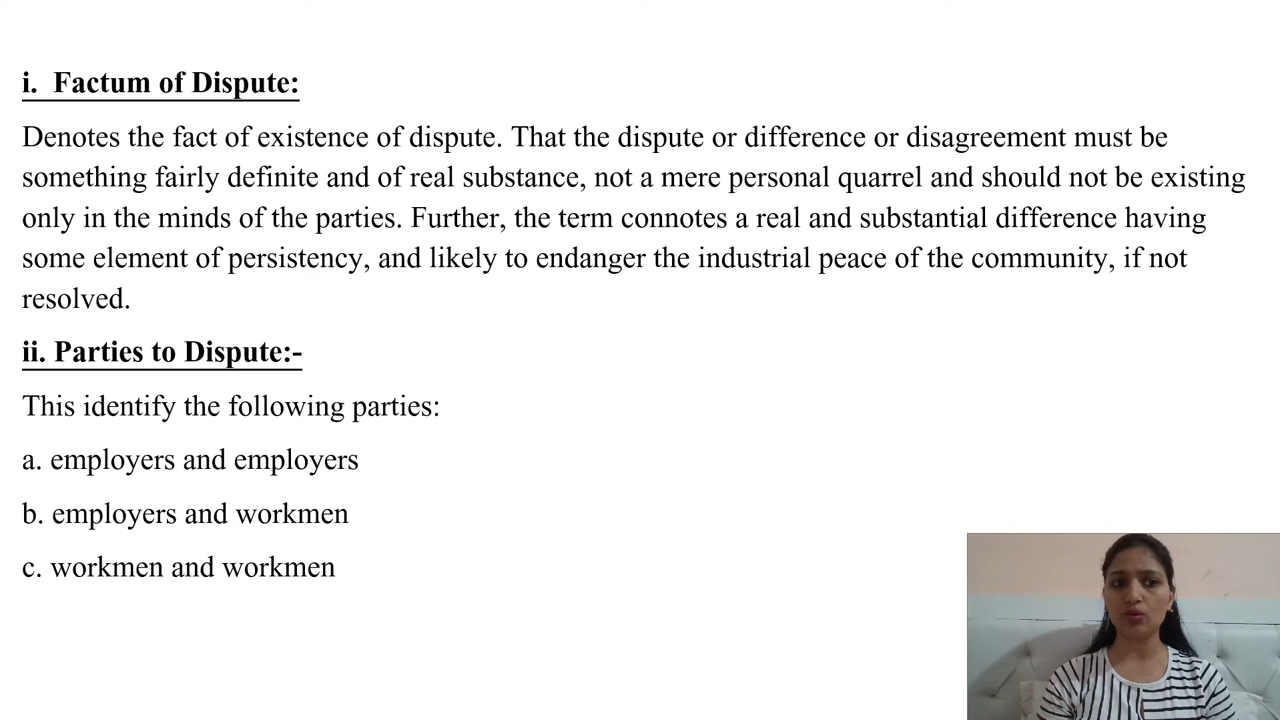 i. Factum of Dispute:
Denotes the fact of existence of dispute. That the dispute or difference or disagreement must be
something fairly definite and of real substance, not a mere personal quarrel and should not be existing
only in the minds of the parties. Further, the term connotes a real and substantial difference having
some element of persistency, and likely to endanger the industrial peace of the community, if not
resolved.
ii. Parties to Dispute:-
This identify the following parties:
a. employers and employers
b. employers and workmen
c. workmen and workmen